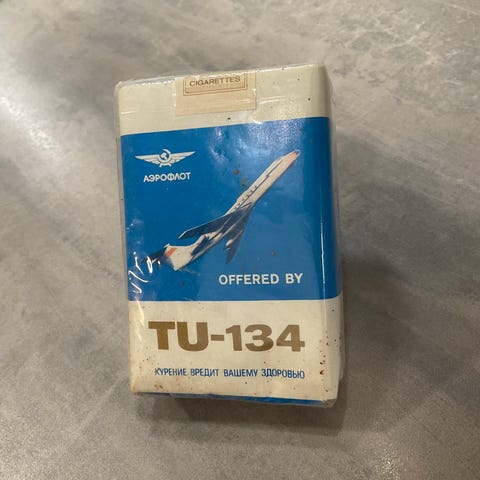 CIGARETTES
АЭРОФЛОТ
OFFERED BY
TU-134
КУРЕНИЕ ВРЕДИТ ВАШЕМУ ЗДОРОВЬЮ